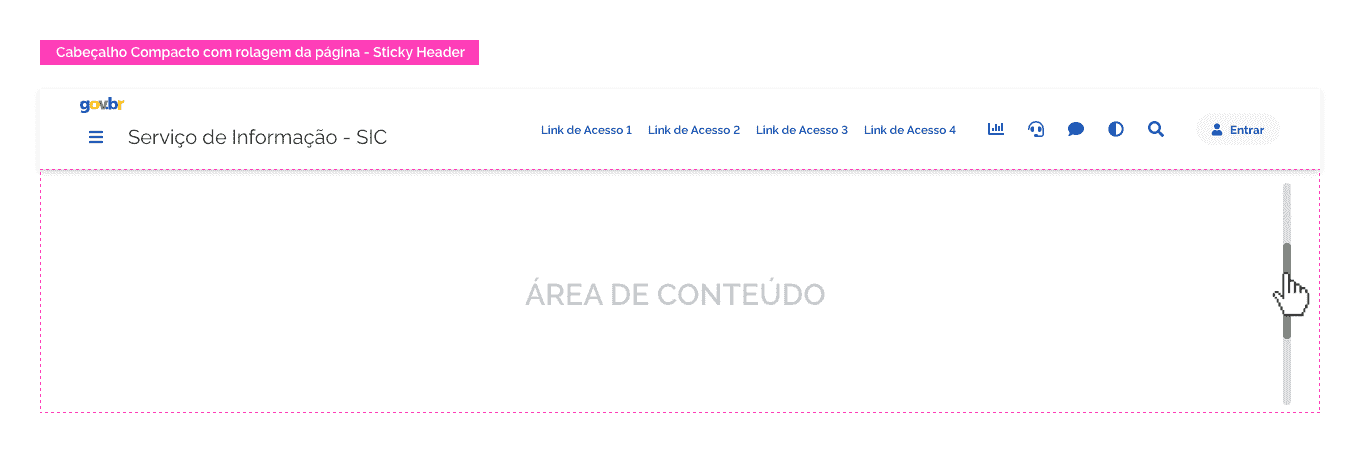 Cabeçalho Compacto com rolagem da página - Sticky Header
gov.br
Serviço de Informação - SIC
Link de Acesso 1 Link de Acesso 2 Link de Acesso 3 Link de Acesso 4 Entrar
ÁREA DE CONTEÚDO